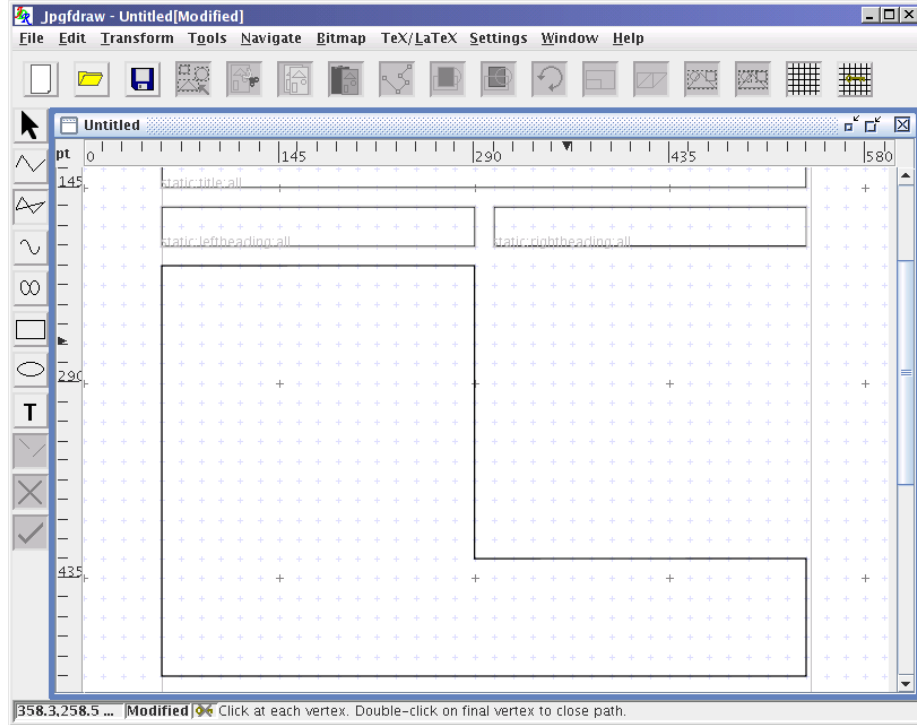 Jpgfdraw - Untitled[Modified]
File Edit Transform Tools Navigate Bitmap TeX/LaTeX Settings Window Help
Untitled
pt 0 145 290 435 580
145
static:title:all
static:leftheading:all static:rightheading:all
290
T
435
358.3,258.5 ... Modified Click at each vertex. Double-click on final vertex to close path.